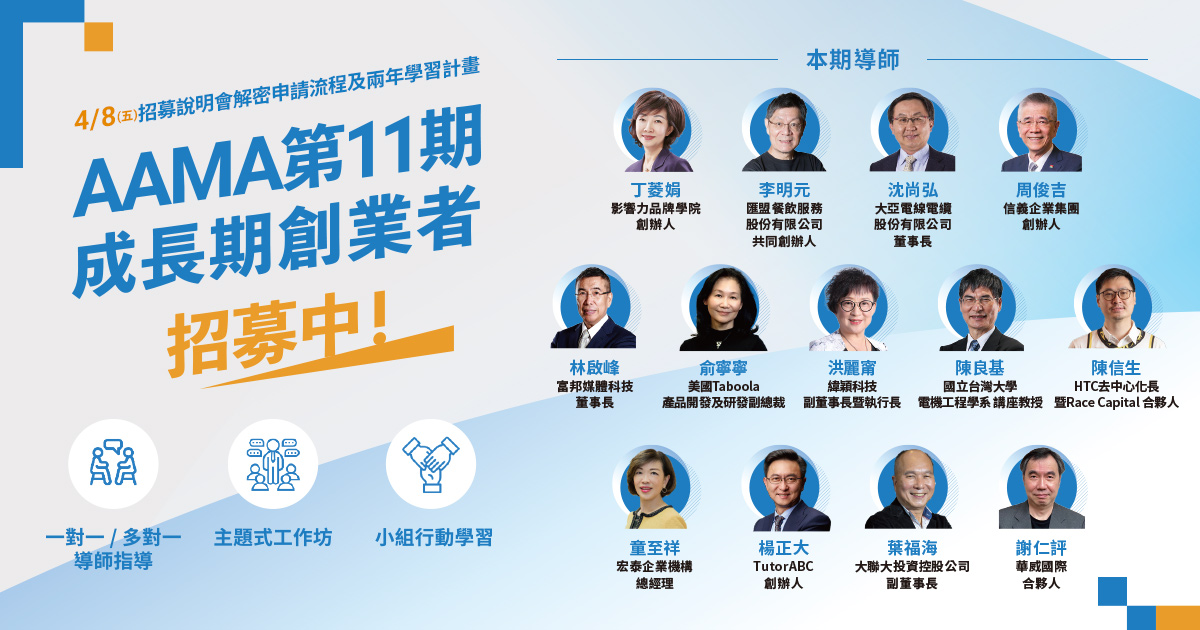 4/8(五)招募說明會解密申請流程及兩年學習計畫
AAMA第11期
成長期創業者
招募中!
一對一 / 多對一
導師指導
主題式工作坊
小組行動學習
本期導師
丁菱娟
影響力品牌學院
創辦人
李明元
匯盟餐飲服務
股份有限公司
共同創辦人
沈尚弘
大亞電線電纜
股份有限公司
董事長
周俊吉
信義企業集團
創辦人
林啟峰
富邦媒體科技
董事長
俞寧寧
美國Taboola
產品開發及研發副總裁
洪麗甯
緯穎科技
副董事長暨執行長
陳良基
國立台灣大學
電機工程學系 講座教授
陳信生
HTC去中心化長
暨Race Capital 合夥人
童至祥
宏泰企業機構
總經理
楊正大
TutorABC
創辦人
葉福海
大聯大投資控股公司
副董事長
謝仁評
華威國際
合夥人